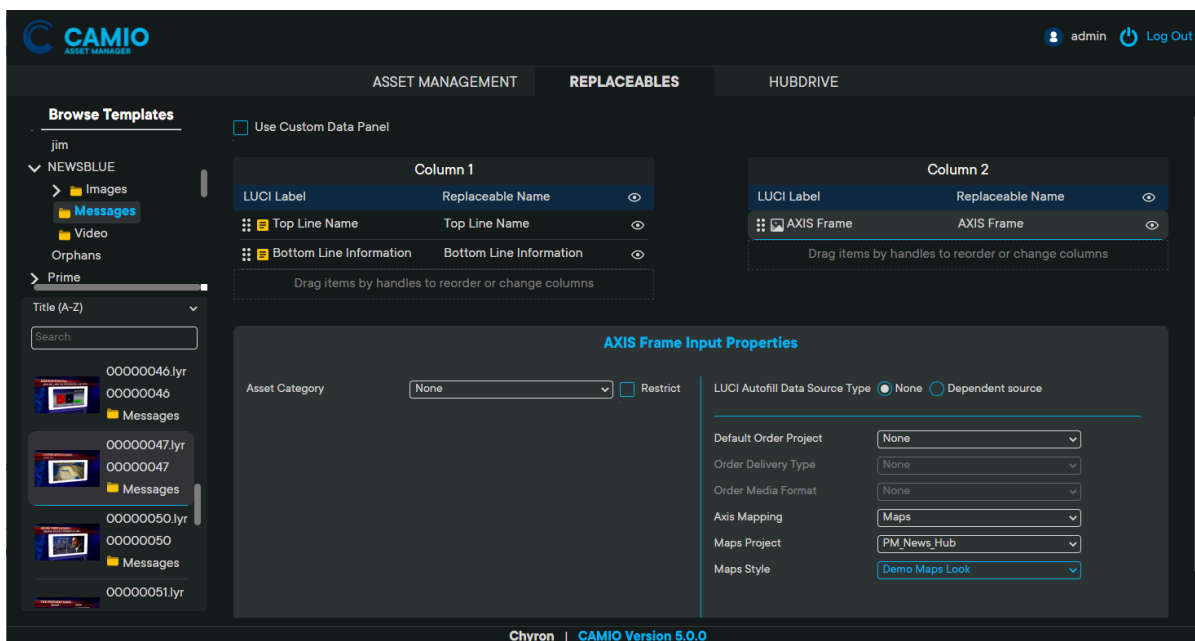 CAMIO
ASSET MANAGER
admin Log Out
ASSET MANAGEMENT REPLACEABLES HUBDRIVE
Browse Templates
jim
NEWSBLUE
Images
Messages
Video
Orphans
Prime
Title (A-Z)
Search
00000046.lyr
00000046
Messages
00000047.lyr
00000047
Messages
00000050.lyr
00000050
Messages
00000051.lyr
Use Custom Data Panel
Column 1
LUCI Label Replaceable Name
Top Line Name Top Line Name
Bottom Line Information Bottom Line Information
Drag items by handles to reorder or change columns
Column 2
LUCI Label Replaceable Name
AXIS Frame AXIS Frame
Drag items by handles to reorder or change columns
AXIS Frame Input Properties
Asset Category None Restrict
LUCI Autofill Data Source Type None Dependent source
Default Order Project None
Order Delivery Type None
Order Media Format None
Axis Mapping Maps
Maps Project PM_News_Hub
Maps Style Demo Maps Look
Chyron | CAMIO Version 5.0.0